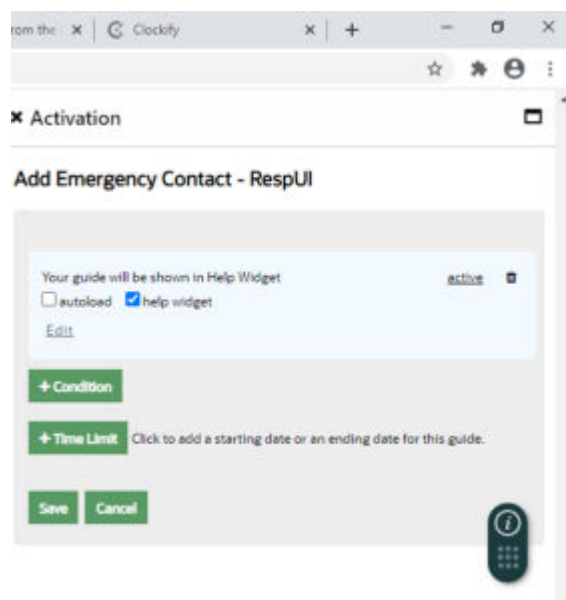 rom the
Clockify
Activation
Add Emergency Contact - RespUI
Your guide will be shown in Help Widget
active
autoload help widget
Edit
+ Condition
+ Time Limit Click to add a starting date or an ending date for this guide.
Save Cancel